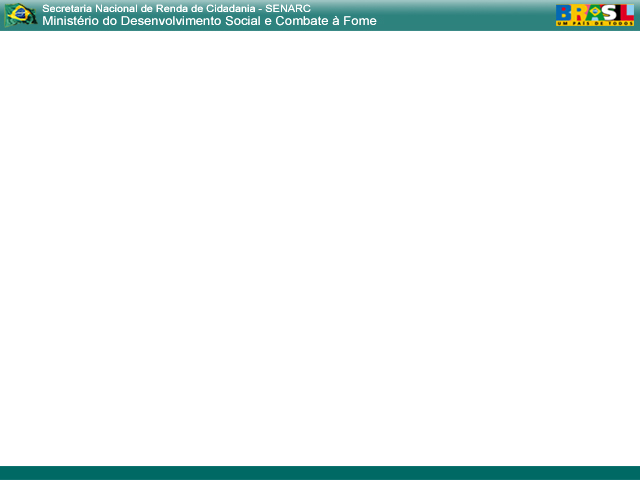 Secretaria Nacional de Renda de Cidadania - SENARC
Ministério do Desenvolvimento Social e Combate à Fome
BRASIL
UM PAÍS DE TODOS